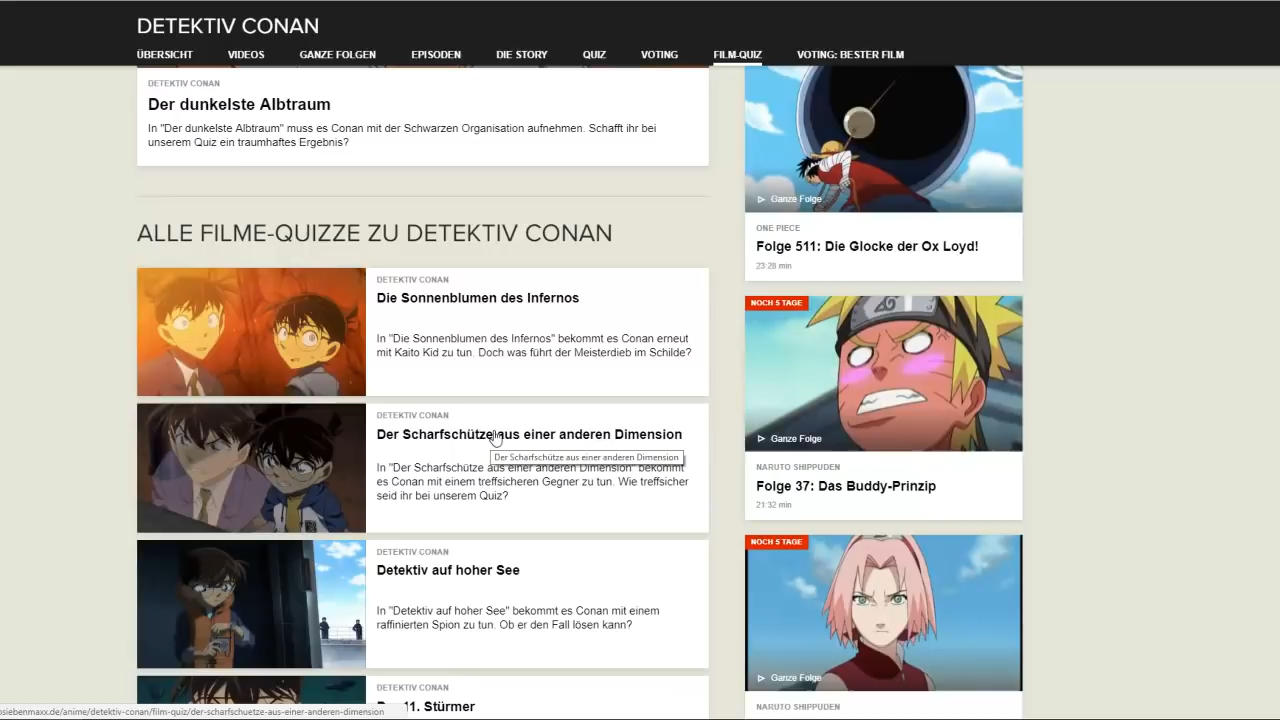 DETEKTIV CONAN
ÜBERSICHT VIDEOS GANZE FOLGEN EPISODEN DIE STORY QUIZ VOTING FILM-QUIZ VOTING: BESTER FILM
DETEKTIV CONAN
Der dunkelste Albtraum
In "Der dunkelste Albtraum" muss es Conan mit der Schwarzen Organisation aufnehmen. Schafft ihr bei
unserem Quiz ein traumhaftes Ergebnis?
ALLE FILME-QUIZZE ZU DETEKTIV CONAN
DETEKTIV CONAN
Die Sonnenblumen des Infernos
In "Die Sonnenblumen des Infernos" bekommt es Conan erneut
mit Kaito Kid zu tun. Doch was führt der Meisterdieb im Schilde?
DETEKTIV CONAN
Der Scharfschütze aus einer anderen Dimension
Der Scharfschütze aus einer anderen Dimension
In "Der Scharfschütze aus einer anderen Dimension" bekommt
es Conan mit einem treffsicheren Gegner zu tun. Wie treffsicher
seid ihr bei unserem Quiz?
DETEKTIV CONAN
Detektiv auf hoher See
In "Detektiv auf hoher See" bekommt es Conan mit einem
raffinierten Spion zu tun. Ob er den Fall lösen kann?
DETEKTIV CONAN
11. Stürmer
osiebenmaxx.de/anime/detektiv-conan/film-quiz/der-scharfschuetze-aus-einer-anderen-dimension
Ganze Folge
ONE PIECE
Folge 511: Die Glocke der Ox Loyd!
23:28 min
NOCH 5 TAGE
Ganze Folge
NARUTO SHIPPUDEN
Folge 37: Das Buddy-Prinzip
21:32 min
NOCH 5 TAGE
Ganze Folge
NARUTO SHIPPUDEN